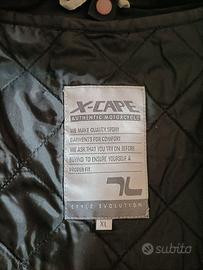 X-CAPE
AUTHENTIC MOTORCYCLE
WE MAKE QUALITY SPORT
GARMENTS FOR COMFORT
WE ASK THAT YOU TRY ON BEFORE
BUYING TO ENSURE YOURSELF A
PROPER FIT.
STYLE EVOLUTION
XL
subito